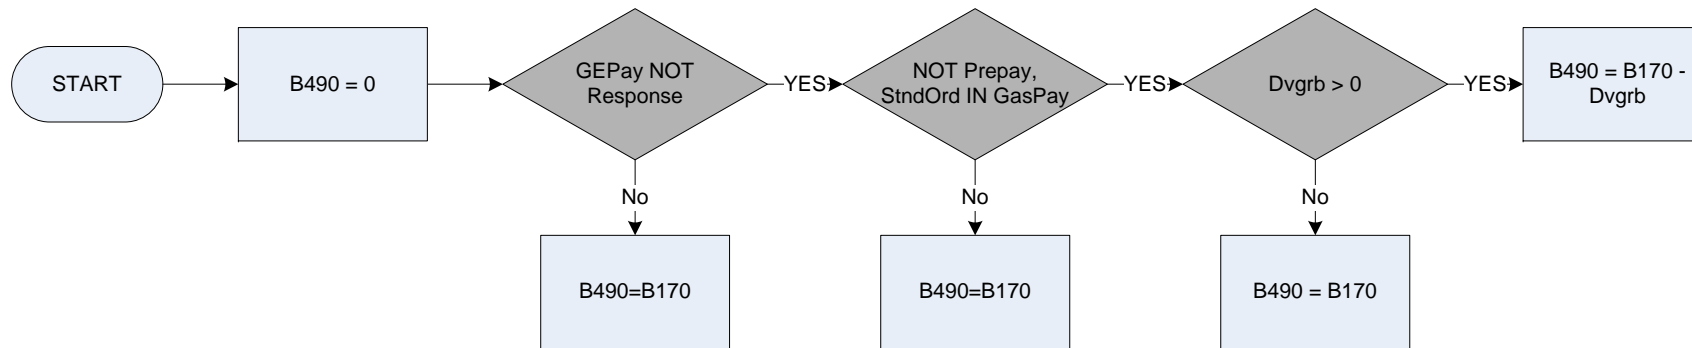 START
B490 = 0
GEPay NOT
Response
YES
NOT Prepay,
StndOrd IN GasPay
YES
Dvgrb > 0
YES
B490 = B170 -
Dvgrb
No
No
No
B490=B170
B490=B170
B490 = B170